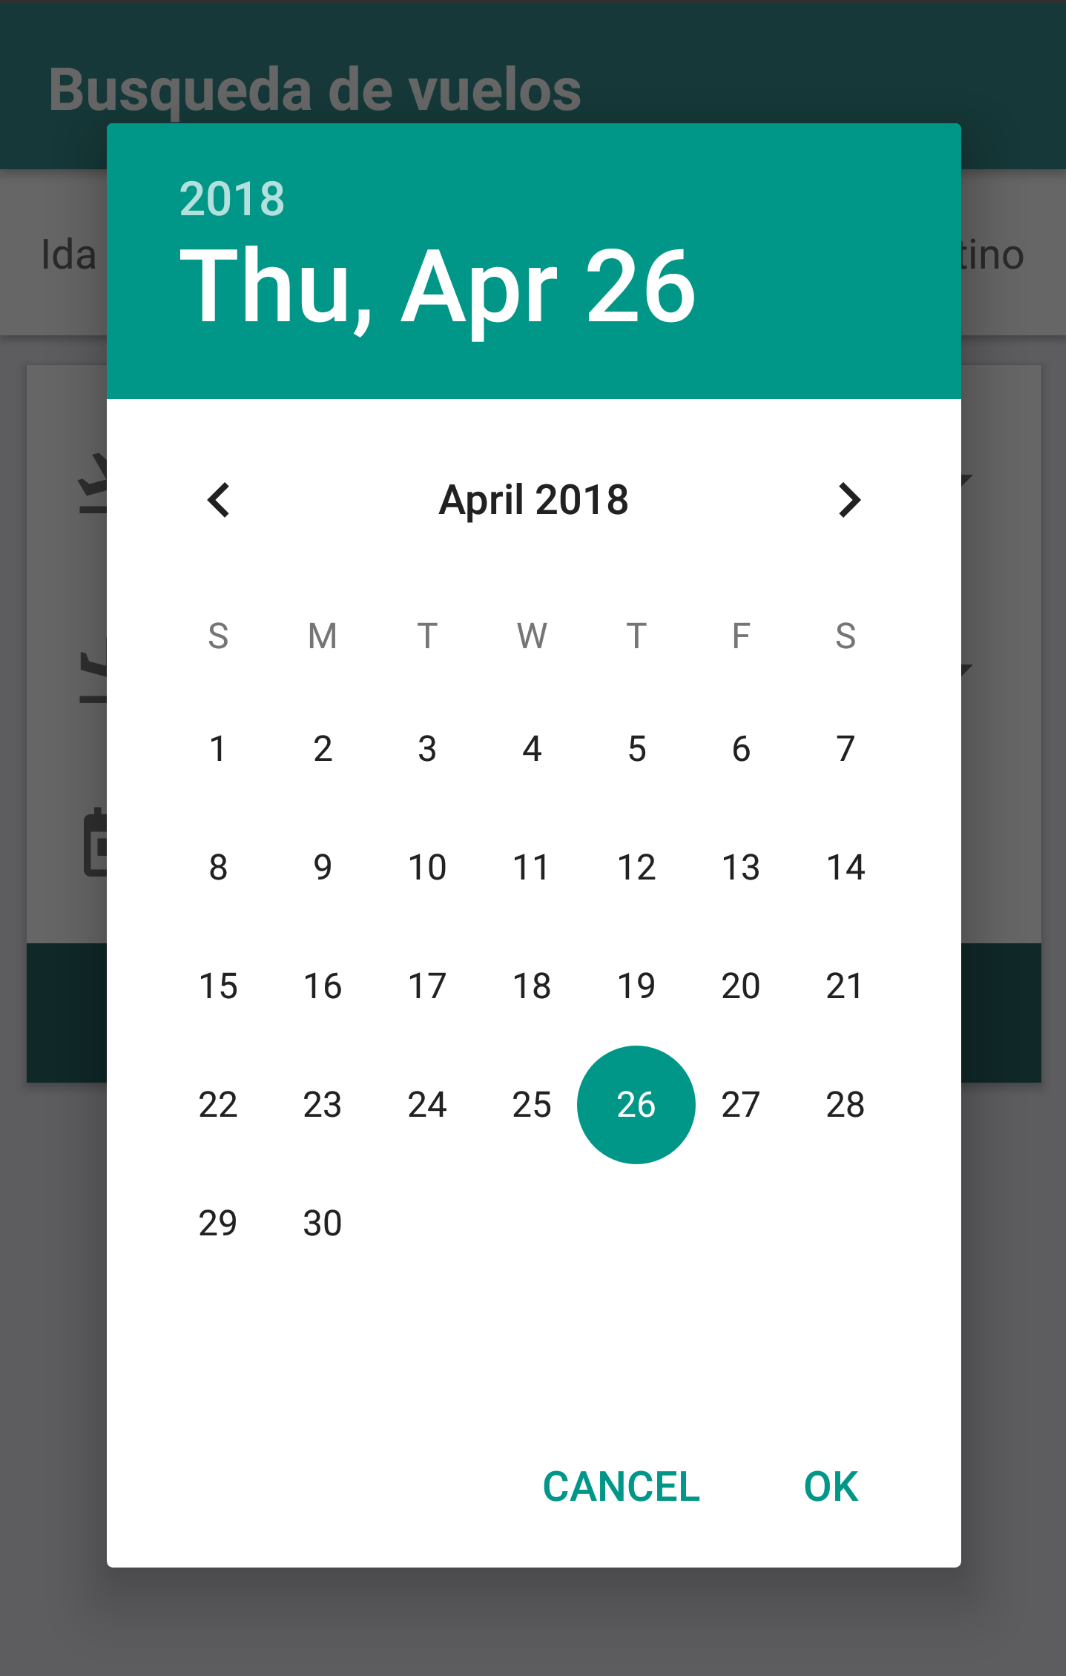 Busqueda de vuelos
Ida
tino
2018
Thu, Apr 26
April 2018
S M T W T F S
1 2 3 4 5 6 7
8 9 10 11 12 13 14
15 16 17 18 19 20 21
22 23 24 25 26 27 28
29 30
CANCEL OK